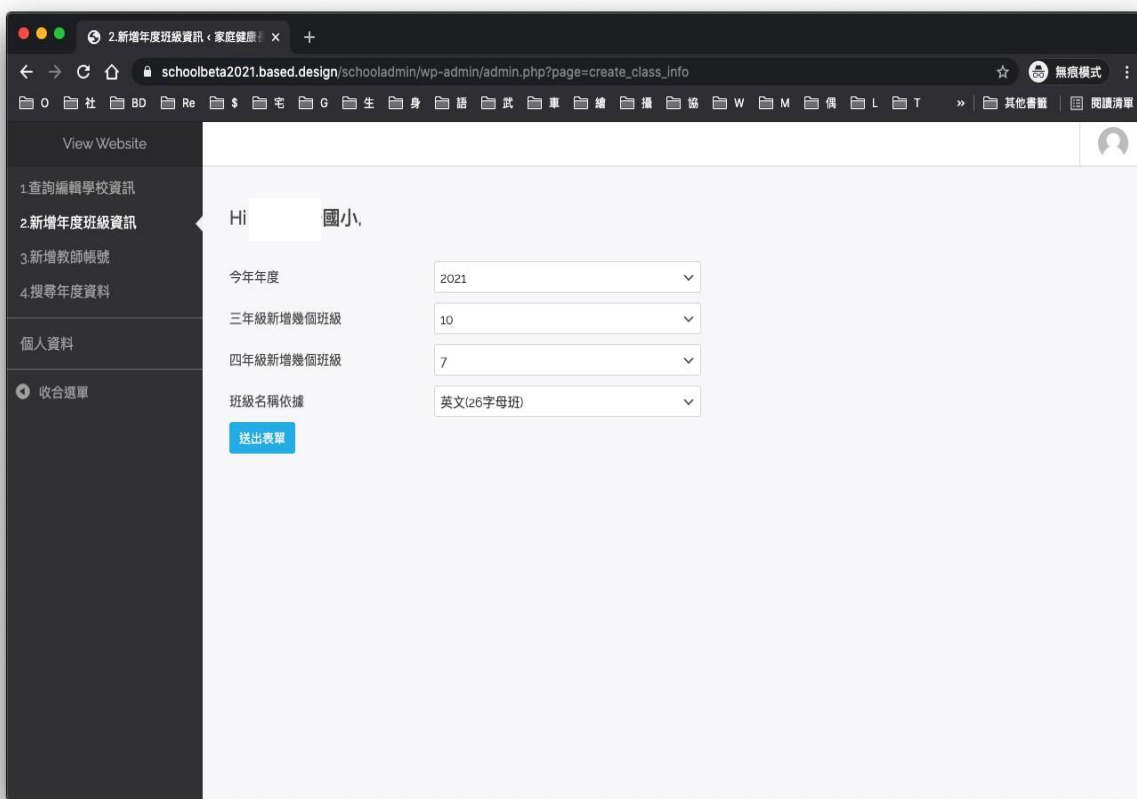 2.新增年度班級資訊 ‹ 家庭健康
schoolbeta2021.based.design/schooladmin/wp-admin/admin.php?page=create_class_info
無痕模式
O 社 BD Re $ 宅 G 生 身 語 武 車 繪 攝 協 W M 偶 L T » 其他書籤 閱讀清單
View Website
1.查詢編輯學校資訊
2.新增年度班級資訊
3.新增教師帳號
4.搜尋年度資料
個人資料
收合選單
Hi 國小,
今年年度 2021
三年級新增幾個班級 10
四年級新增幾個班級 7
班級名稱依據 英文(26字母班)
送出表單